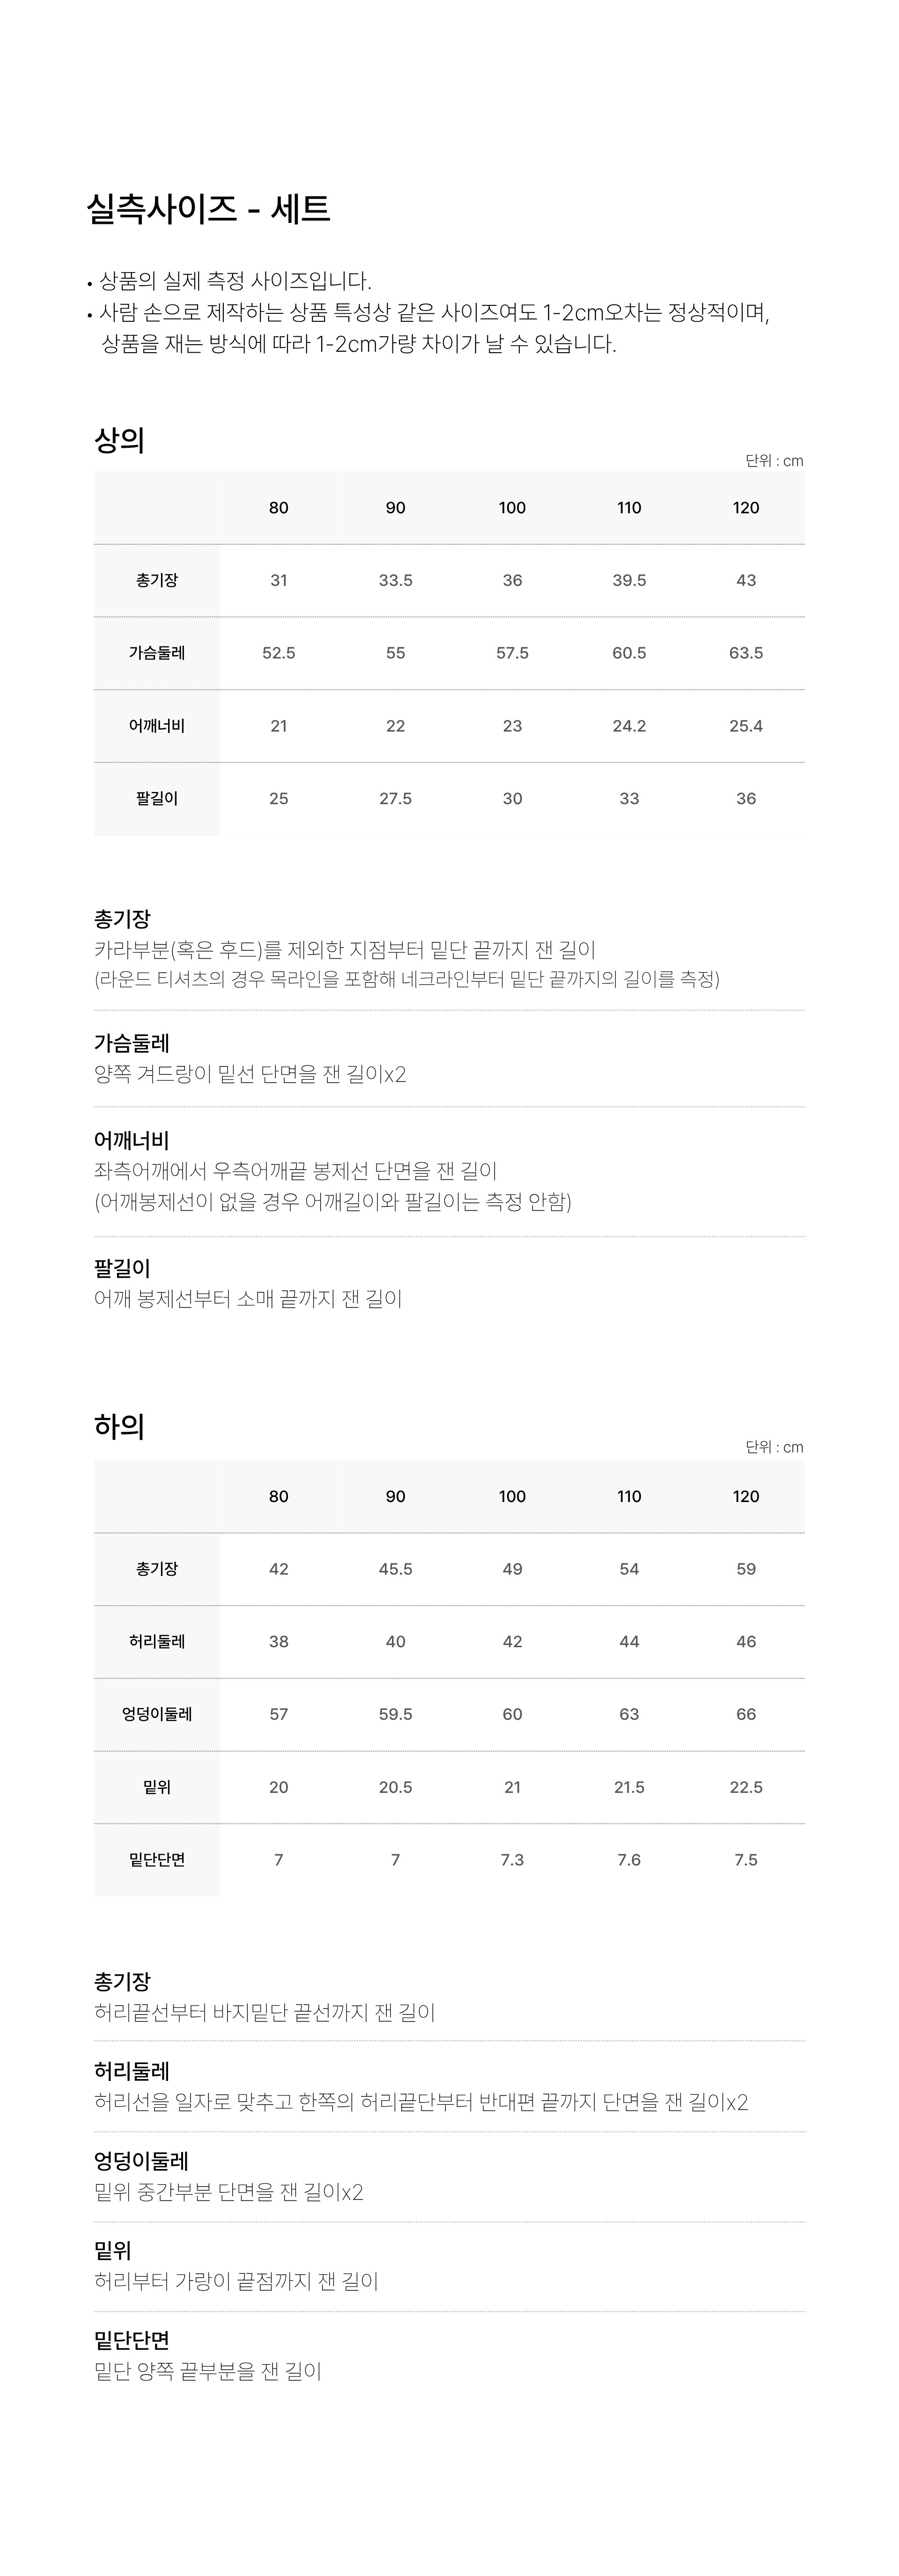 실측사이즈 - 세트
• 상품의 실제 측정 사이즈입니다.
• 사람 손으로 제작하는 상품 특성상 같은 사이즈여도 1-2cm오차는 정상적이며,
상품을 재는 방식에 따라 1-2cm가량 차이가 날 수 있습니다.
상의
단위 : cm
80 90 100 110 120
총기장 31 33.5 36 39.5 43
가슴둘레 52.5 55 57.5 60.5 63.5
어깨너비 21 22 23 24.2 25.4
팔길이 25 27.5 30 33 36
총기장
카라부분(혹은 후드)를 제외한 지점부터 밑단 끝까지 잰 길이
(라운드 티셔츠의 경우 목라인을 포함해 네크라인부터 밑단 끝까지의 길이를 측정)
가슴둘레
양쪽 겨드랑이 밑선 단면을 잰 길이x2
어깨너비
좌측어깨에서 우측어깨끝 봉제선 단면을 잰 길이
(어깨봉제선이 없을 경우 어깨길이와 팔길이는 측정 안함)
팔길이
어깨 봉제선부터 소매 끝까지 잰 길이
하의
단위 : cm
80 90 100 110 120
총기장 42 45.5 49 54 59
허리둘레 38 40 42 44 46
엉덩이둘레 57 59.5 60 63 66
밑위 20 20.5 21 21.5 22.5
밑단단면 7 7 7.3 7.6 7.5
총기장
허리끝선부터 바지밑단 끝선까지 잰 길이
허리둘레
허리선을 일자로 맞추고 한쪽의 허리끝단부터 반대편 끝까지 단면을 잰 길이x2
엉덩이둘레
밑위 중간부분 단면을 잰 길이x2
밑위
허리부터 가랑이 끝점까지 잰 길이
밑단단면
밑단 양쪽 끝부분을 잰 길이